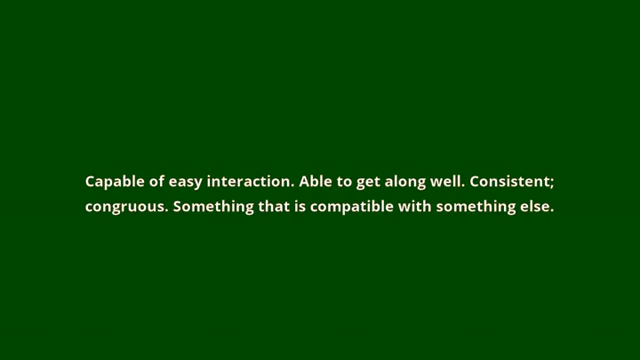 Capable of easy interaction. Able to get along well. Consistent;
congruous. Something that is compatible with something else.